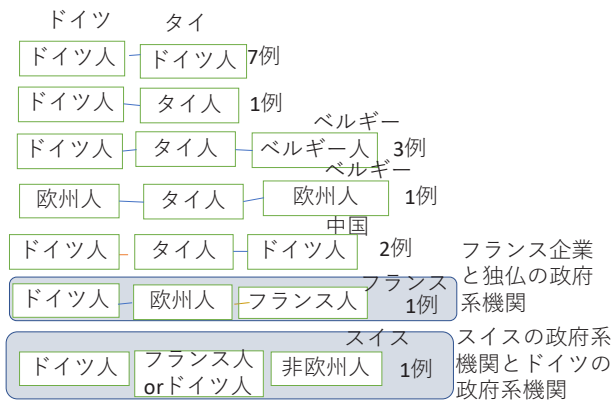 ドイツ タイ
ドイツ人 ドイツ人 7例
ドイツ人 タイ人 1例
ベルギー
ドイツ人 タイ人 ベルギー人 3例
ベルギー
欧州人 タイ人 欧州人 1例
中国
ドイツ人 タイ人 ドイツ人 2例
フランス
ドイツ人 欧州人 フランス人 1例
フランス企業
と独仏の政府
系機関
スイス
ドイツ人 フランス人 非欧州人 1例
orドイツ人
スイスの政府系
機関とドイツの
政府系機関